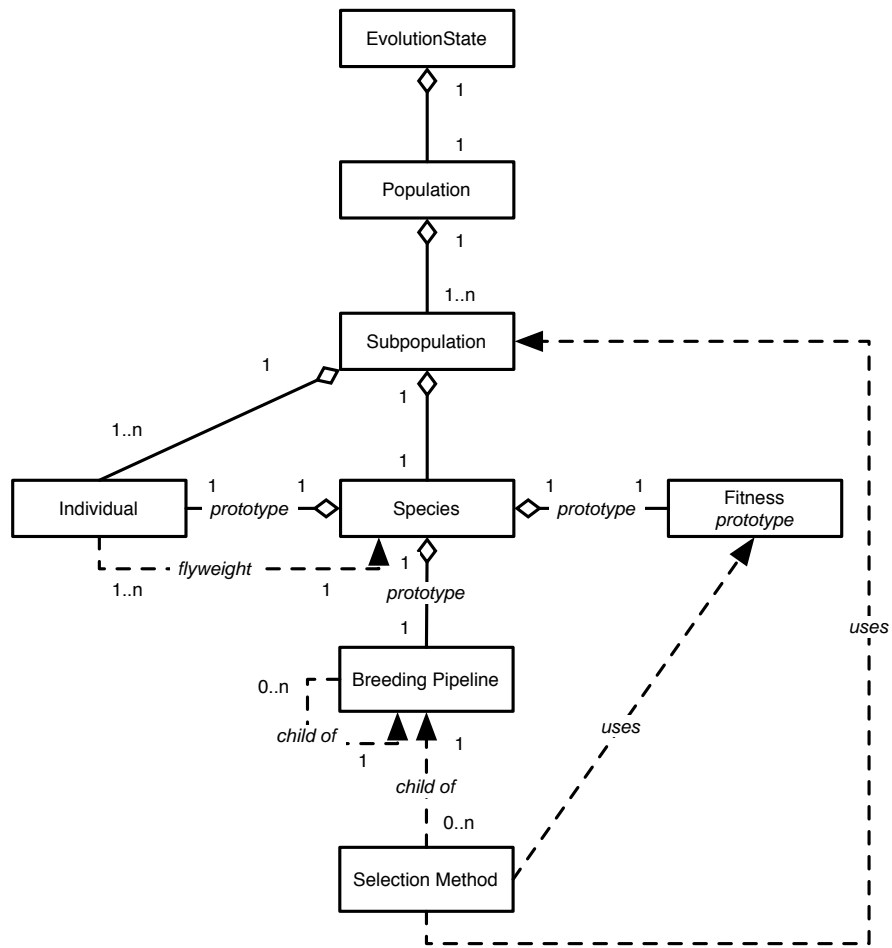 EvolutionState
1
1
Population
1
1..n
Subpopulation
1
1
1..n
1
Individual
1
prototype
1
Species
1
prototype
1
Fitness
prototype
flyweight
1..n
1
1
prototype
1
uses
0..n
Breeding Pipeline
child of
1
1
uses
child of
0..n
Selection Method